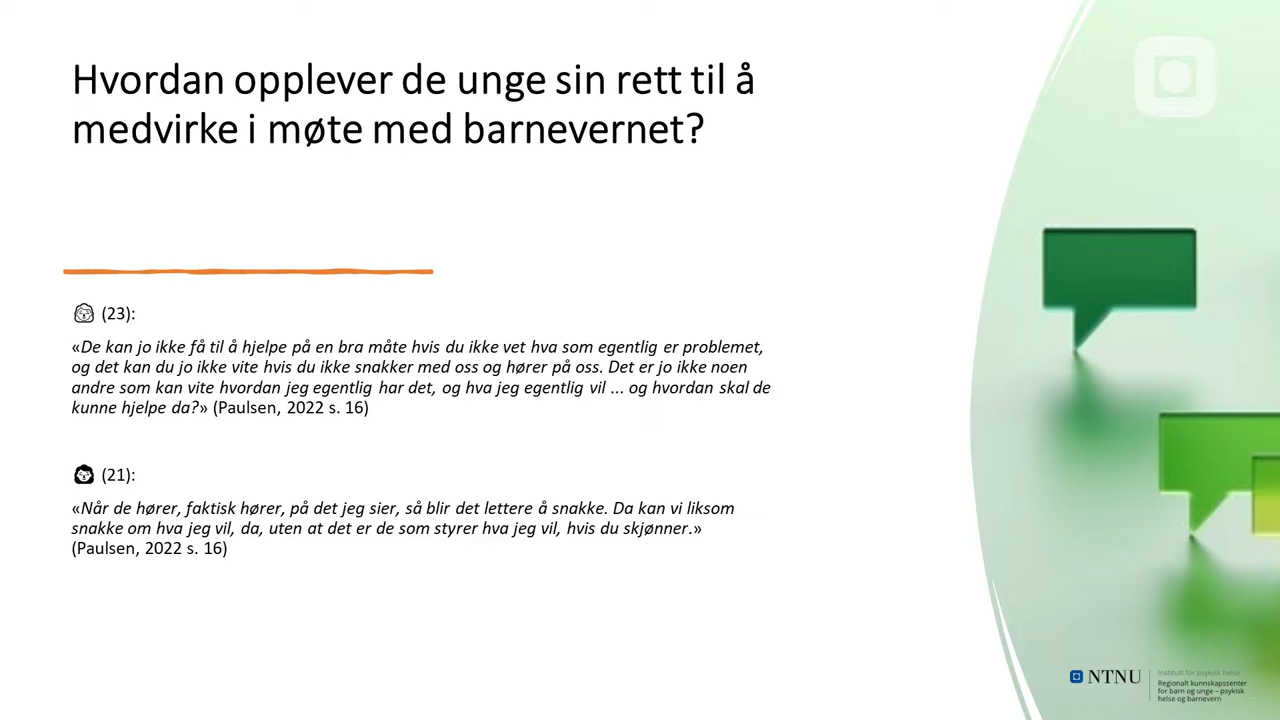 Hvordan opplever de unge sin rett til å
medvirke i møte med barnevernet?
(23):
«De kan jo ikke få til å hjelpe på en bra måte hvis du ikke vet hva som egentlig er problemet,
og det kan du jo ikke vite hvis du ikke snakker med oss og hører på oss. Det er jo ikke noen
andre som kan vite hvordan jeg egentlig har det, og hva jeg egentlig vil ... og hvordan skal de
kunne hjelpe da?» (Paulsen, 2022 s. 16)
(21):
«Når de hører, faktisk hører, på det jeg sier, så blir det lettere å snakke. Da kan vi liksom
snakke om hva jeg vil, da, uten at det er de som styrer hva jeg vil, hvis du skjønner.»
(Paulsen, 2022 s. 16)
NTNU
Institutt for psykisk helse
Regionalt kunnskapssenter
for barn og unge – psykisk
helse og barnevern